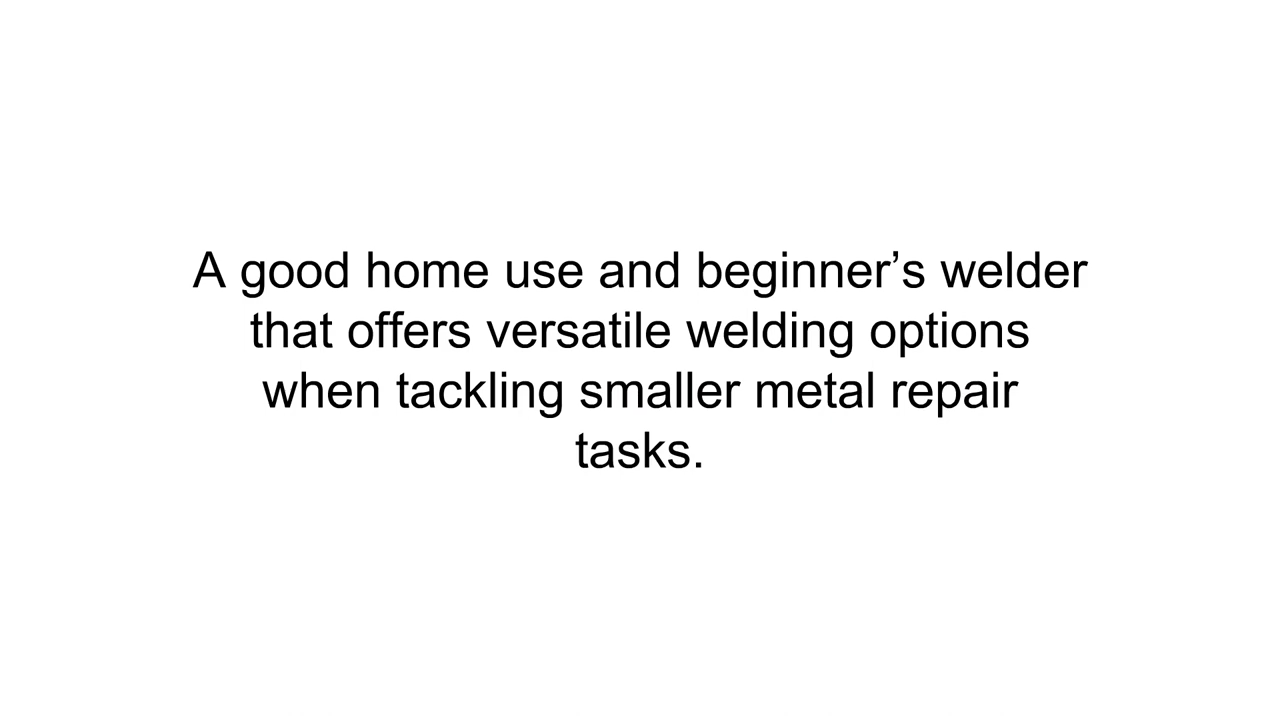 A good home use and beginner’s welder
that offers versatile welding options
when tackling smaller metal repair
tasks.